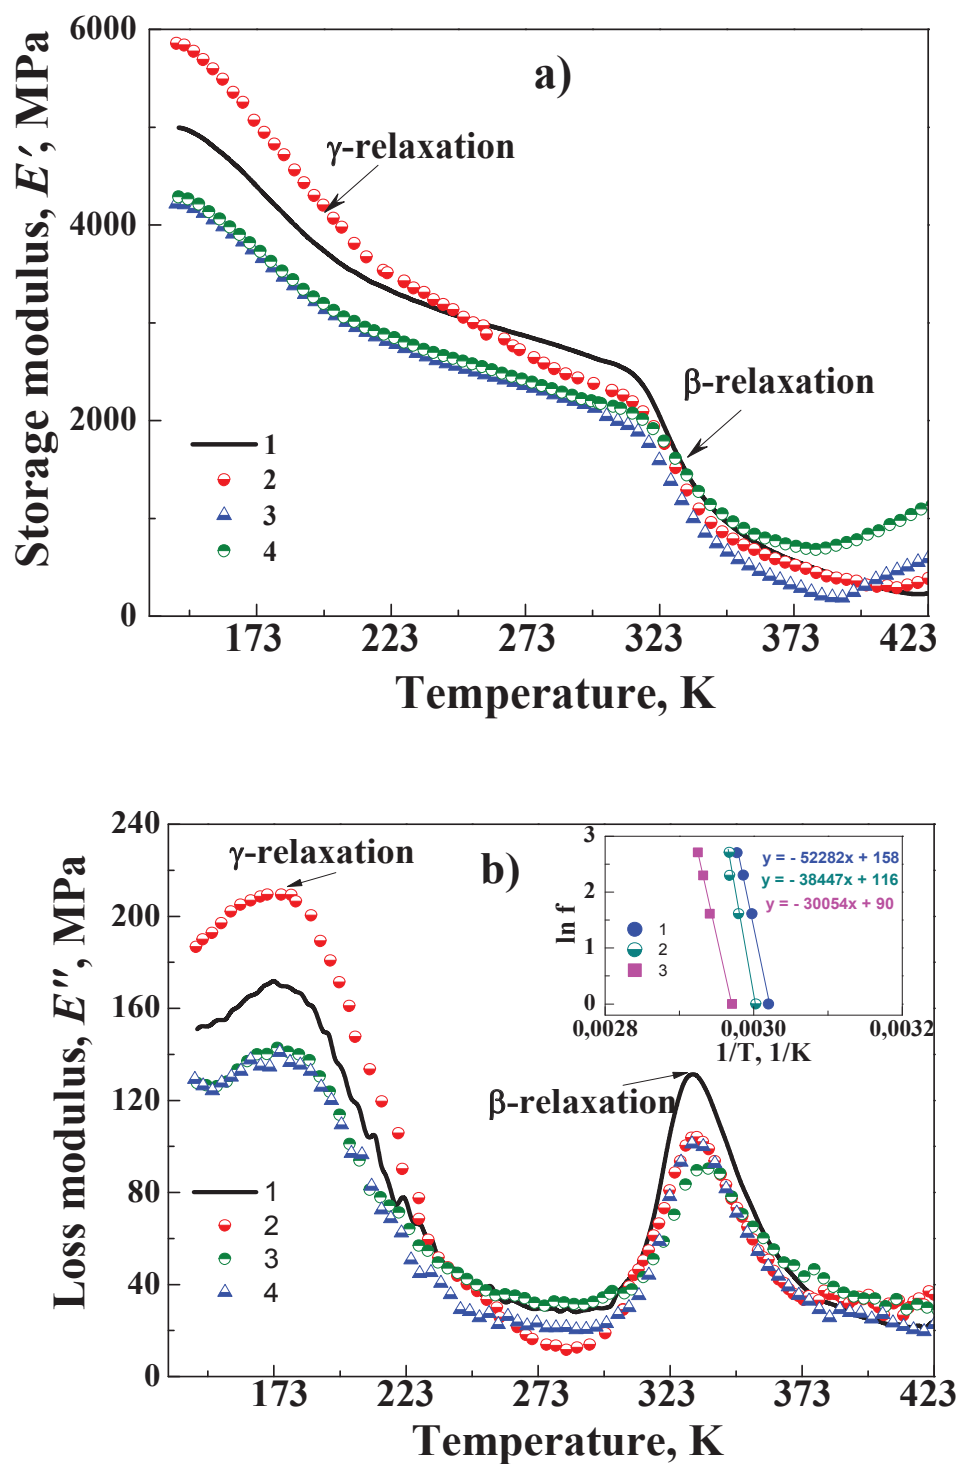 6000
4000
2000
0
Storage modulus, E′, MPa
a)
γ-relaxation
β-relaxation
1
2
3
4
173 223 273 323 373 423
Temperature, K
240
200
160
120
80
40
0
Loss modulus, E″, MPa
γ-relaxation
b)
β-relaxation
1
2
3
4
3
2
1
0
ln f
y = - 52282x + 158
y = - 38447x + 116
y = - 30054x + 90
1
2
3
0,0028 0,0030 0,0032
1/T, 1/K
173 223 273 323 373 423
Temperature, K